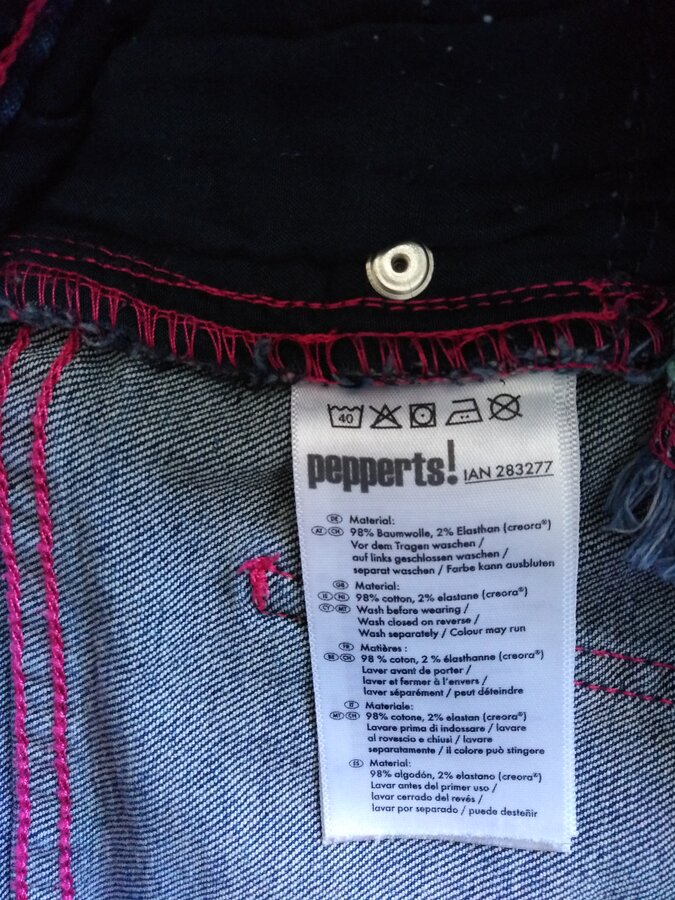 40
pepperts! IAN 283277
DE Material:
AT CH 98% Baumwolle, 2% Elasthan (creora®)
Vor dem Tragen waschen /
auf links geschlossen waschen /
separat waschen / Farbe kann ausbluten
GB Material:
IE NI 98% cotton, 2% elastane (creora®)
CY MT Wash before wearing /
Wash closed on reverse /
Wash separately / Colour may run
FR Matières :
BE CH 98 % coton, 2 % élasthanne (creora®)
Laver avant de porter /
laver et fermer à l'envers /
laver séparément / peut déteindre
IT Materiale:
MT CH 98% cotone, 2% elastan (creora®)
Lavare prima di indossare / lavare
al rovescio e chiusi / lavare
separatamente / il colore può stingere
ES Material:
98% algodón, 2% elastano (creora®)
Lavar antes del primer uso /
lavar cerrado del revés /
lavar por separado / puede desteñir